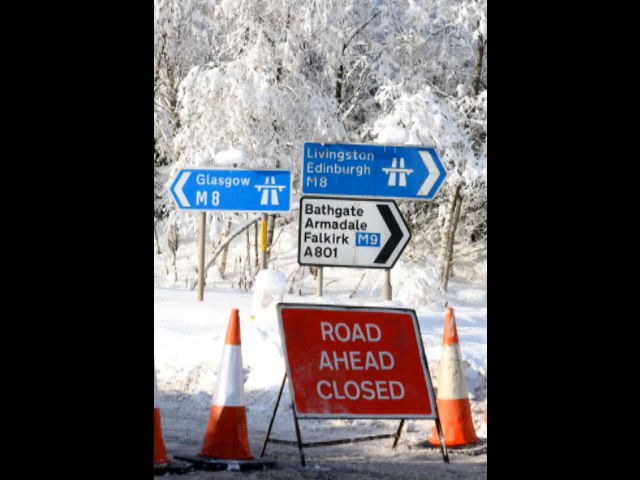 Glasgow
M8
Livingston
Edinburgh
M8
Bathgate
Armadale
Falkirk M9
A801
ROAD
AHEAD
CLOSED